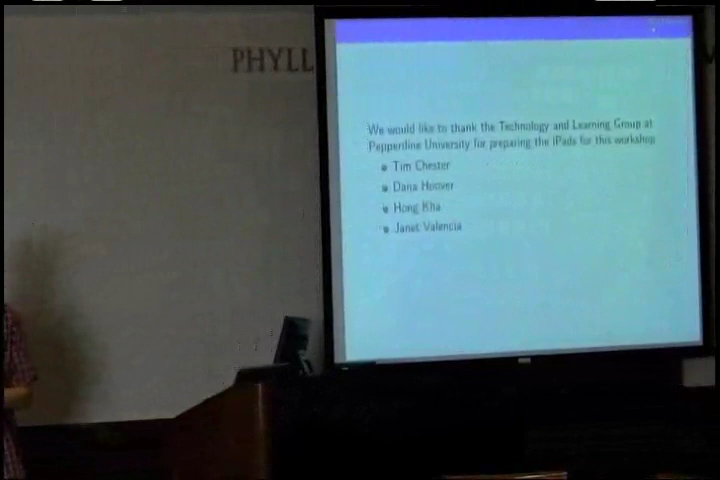 PHYLL
We would like to thank the Technology and Learning Group at
Pepperdine University for preparing the iPads for this workshop
Tim Chester
Dana Hoover
Hong Kha
Janet Valencia